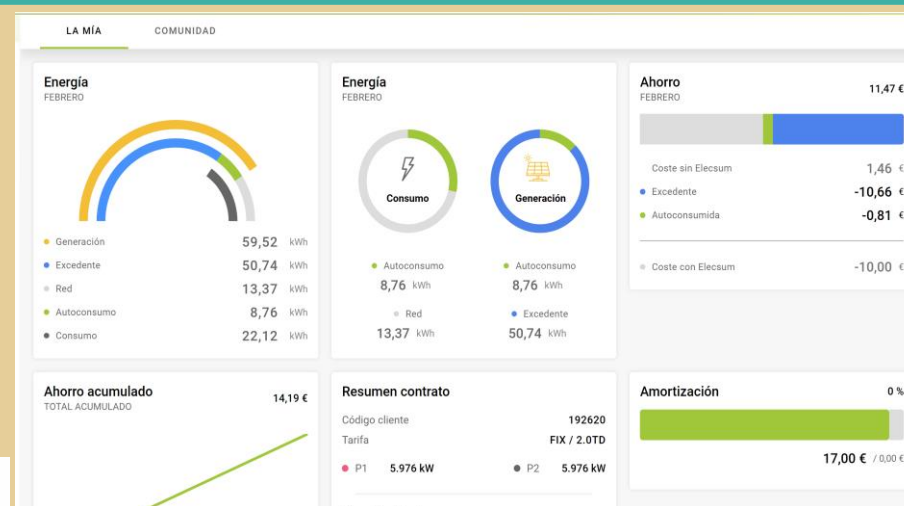 LA MÍA COMUNIDAD
Energía
FEBRERO
Generación 59,52 kWh
Excedente 50,74 kWh
Red 13,37 kWh
Autoconsumo 8,76 kWh
Consumo 22,12 kWh
Energía
FEBRERO
Consumo Generación
Autoconsumo Autoconsumo
8,76 kWh 8,76 kWh
Red Excedente
13,37 kWh 50,74 kWh
Ahorro 11,47 €
FEBRERO
Coste sin Elecsum 1,46 €
Excedente -10,66 €
Autoconsumida -0,81 €
Coste con Elecsum -10,00 €
Ahorro acumulado 14,19 €
TOTAL ACUMULADO
Resumen contrato
Código cliente 192620
Tarifa FIX / 2.0TD
P1 5.976 kW P2 5.976 kW
Amortización 0 %
17,00 € / 0,00 €